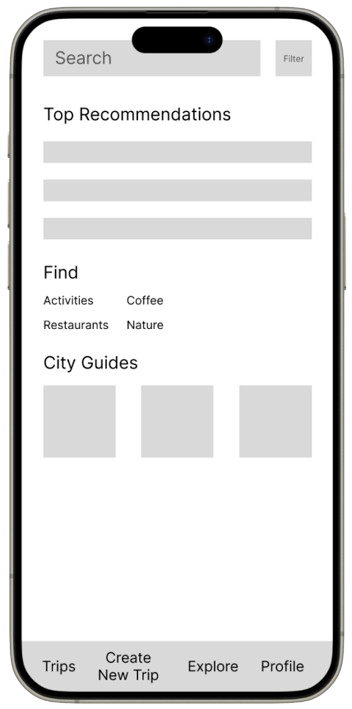 Search
Filter
Top Recommendations
Find
Activities
Coffee
Restaurants
Nature
City Guides
Trips
Create
New Trip
Explore
Profile